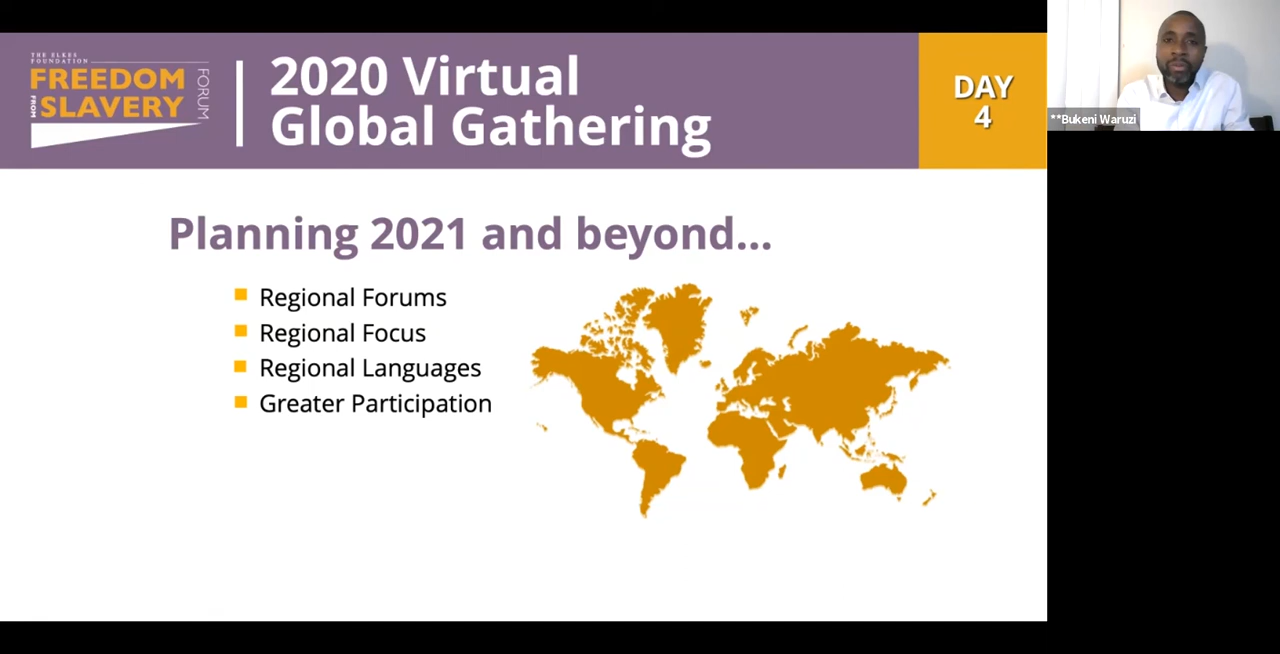 THE ELKES
FOUNDATION
FREEDOM
FROM
SLAVERY
FORUM
2020 Virtual
Global Gathering
DAY
4
**Bukeni Waruzi
Planning 2021 and beyond...
Regional Forums
Regional Focus
Regional Languages
Greater Participation